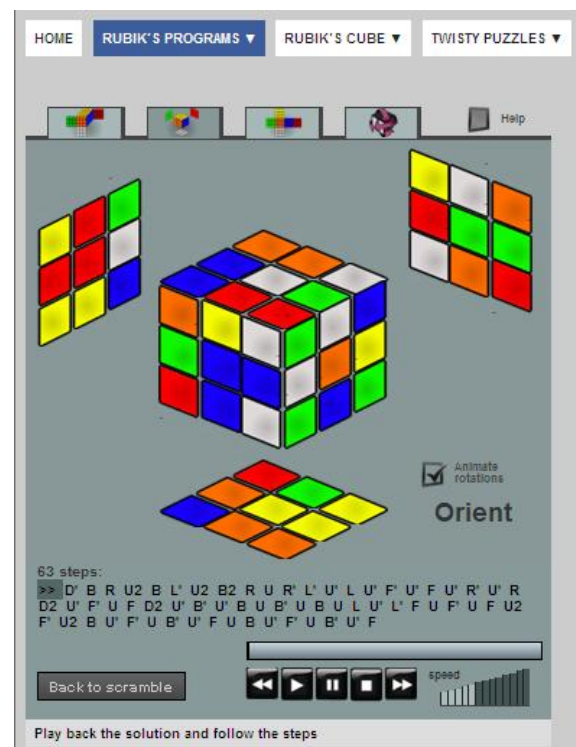 HOME RUBIK'S PROGRAMS ▼ RUBIK'S CUBE ▼ TWISTY PUZZLES ▼
Help
Animate
rotations
Orient
63 steps:
>> D' B R U2 B L' U2 B2 R U R' L' U' L U' F' U' F U' R' U' R
D2 U' F' U F D2 U' B' U' B U B' U B U L U' L' F U F' U F U2
F' U2 B U' F' U B' U' F U B U' F' U B' U' F
Back to scramble
speed
Play back the solution and follow the steps